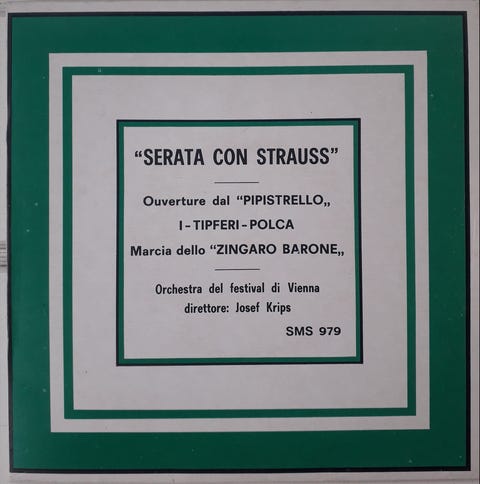 “SERATA CON STRAUSS”
Ouverture dal “PIPISTRELLO„
I-TIPFERI-POLCA
Marcia dello “ZINGARO BARONE„
Orchestra del festival di Vienna
direttore: Josef Krips
SMS 979